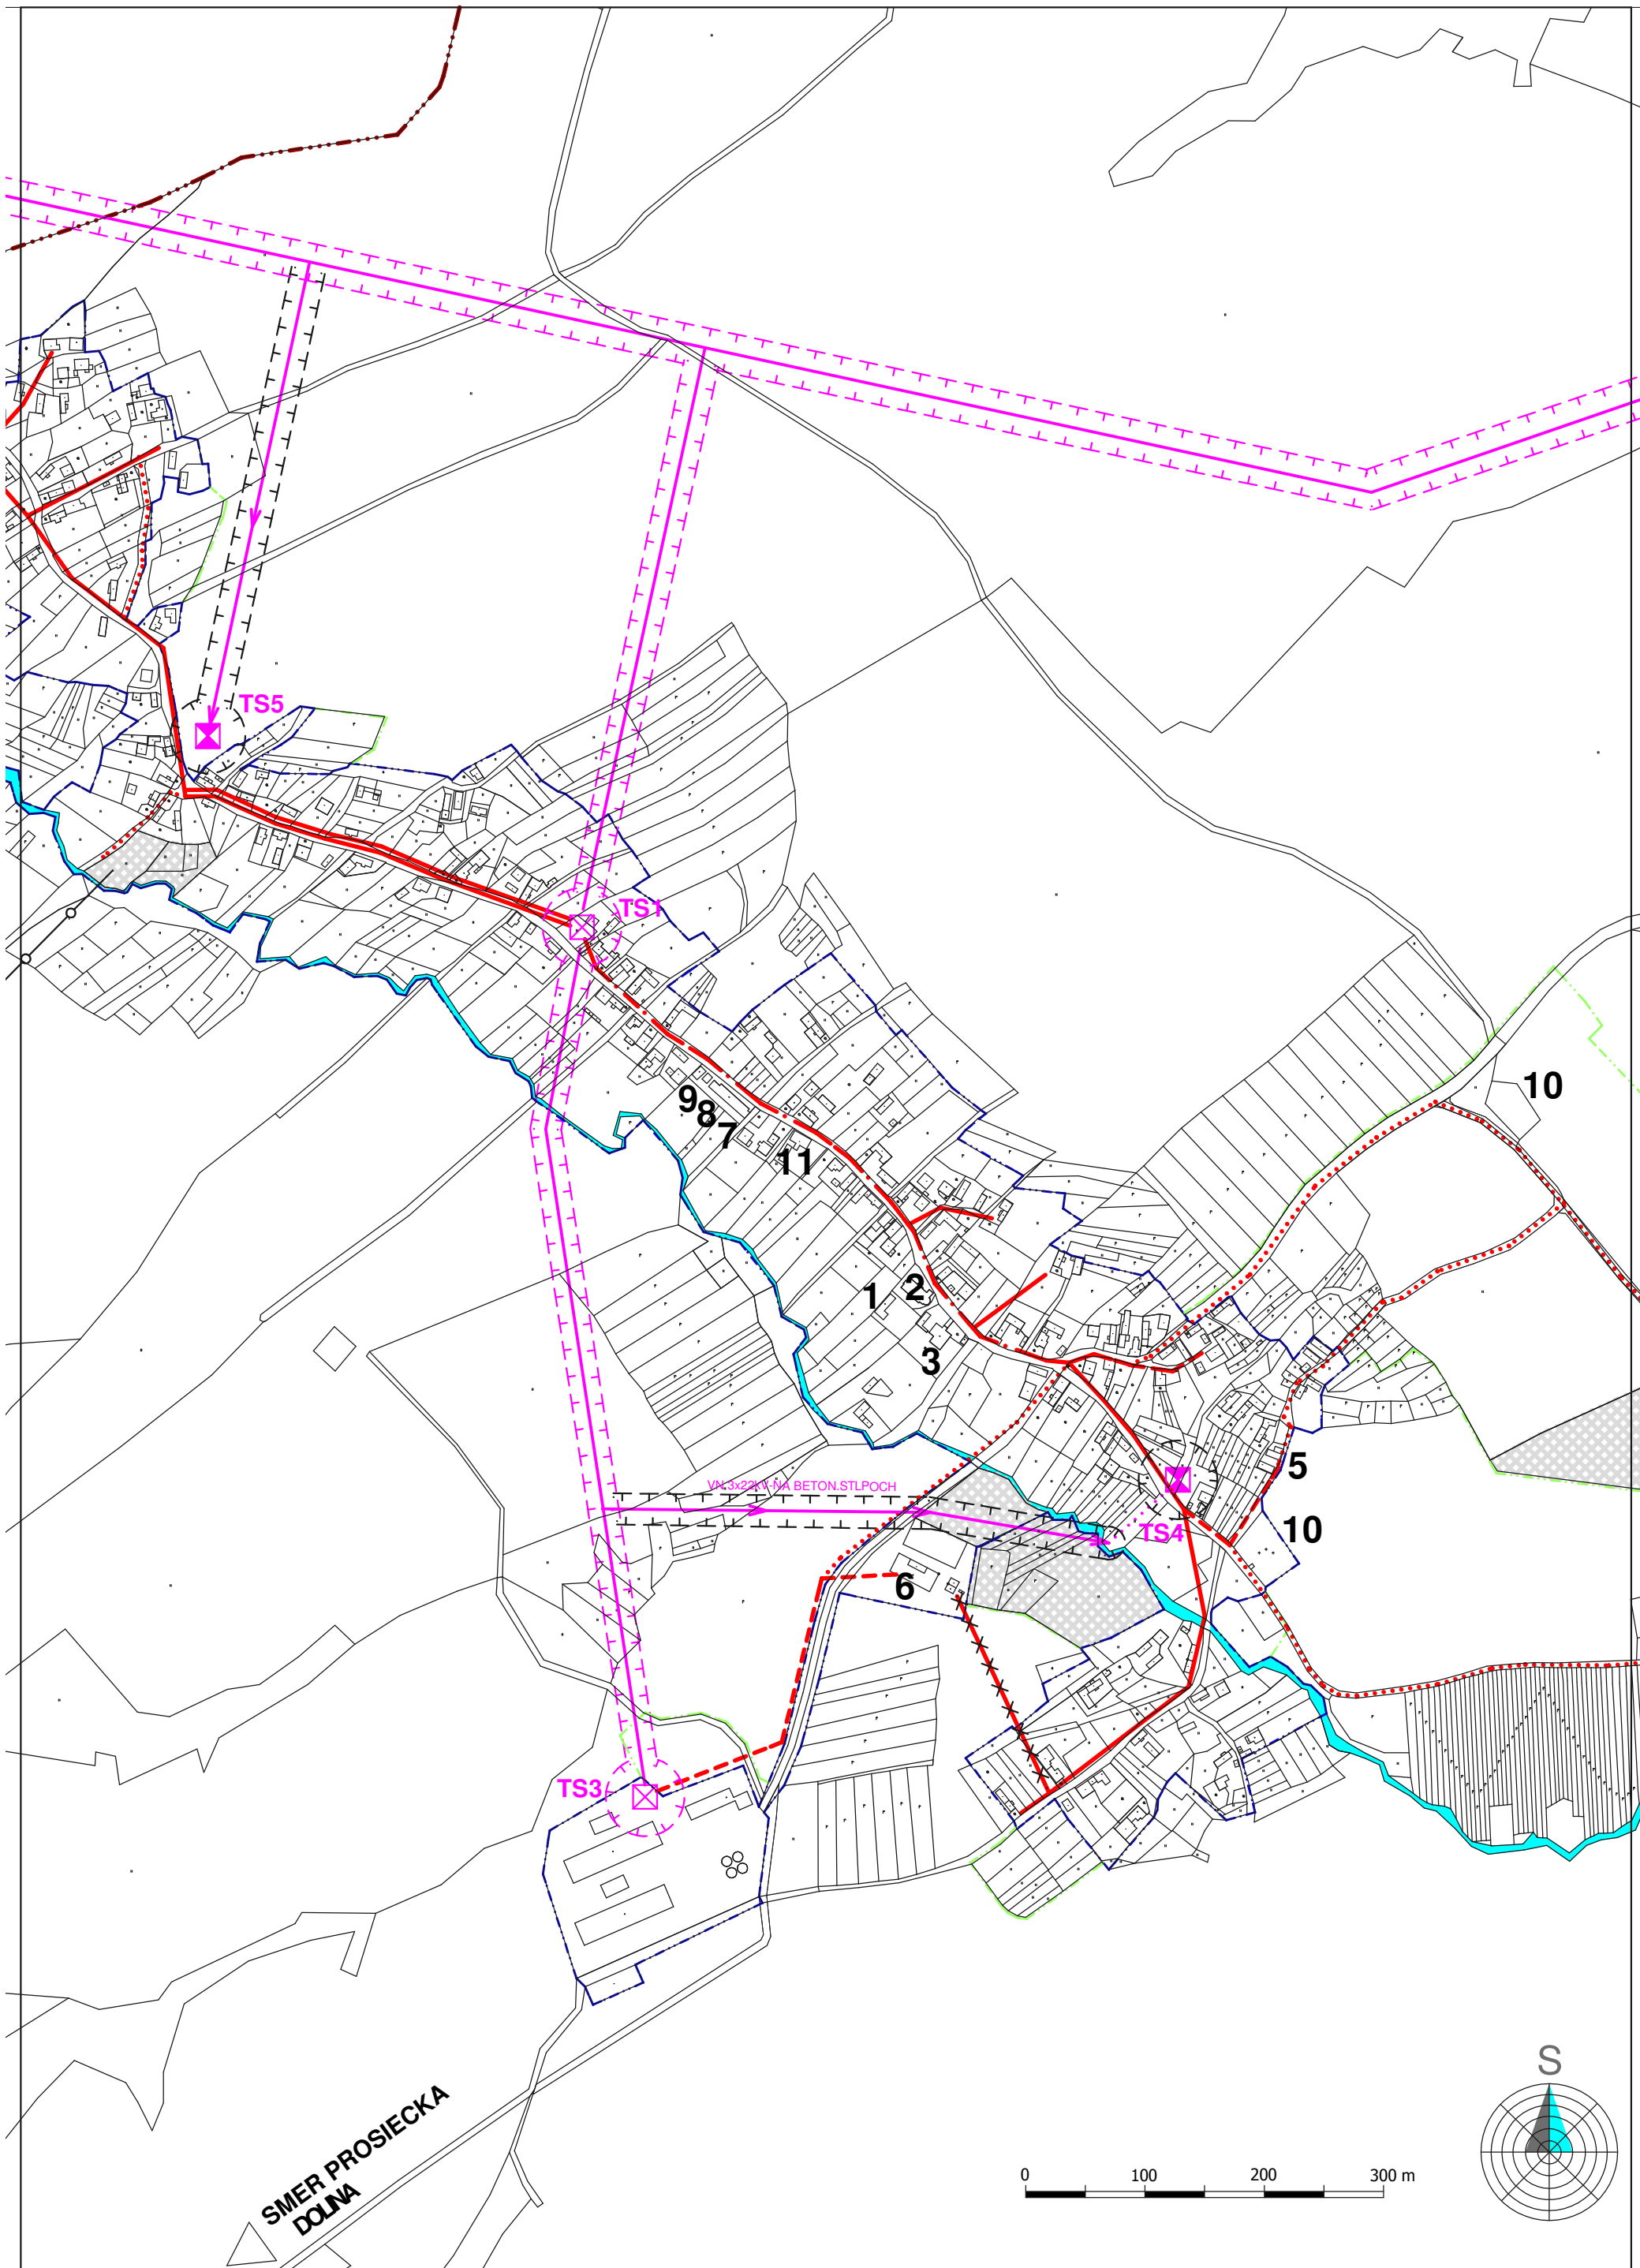 TS5
TS1
10
9
8
7
11
1
2
3
5
VN.3x22kV-NA BETON.STLPOCH
TS4
10
6
TS3
S
SMER PROSIECKA
DOLINA
0 100 200 300 m